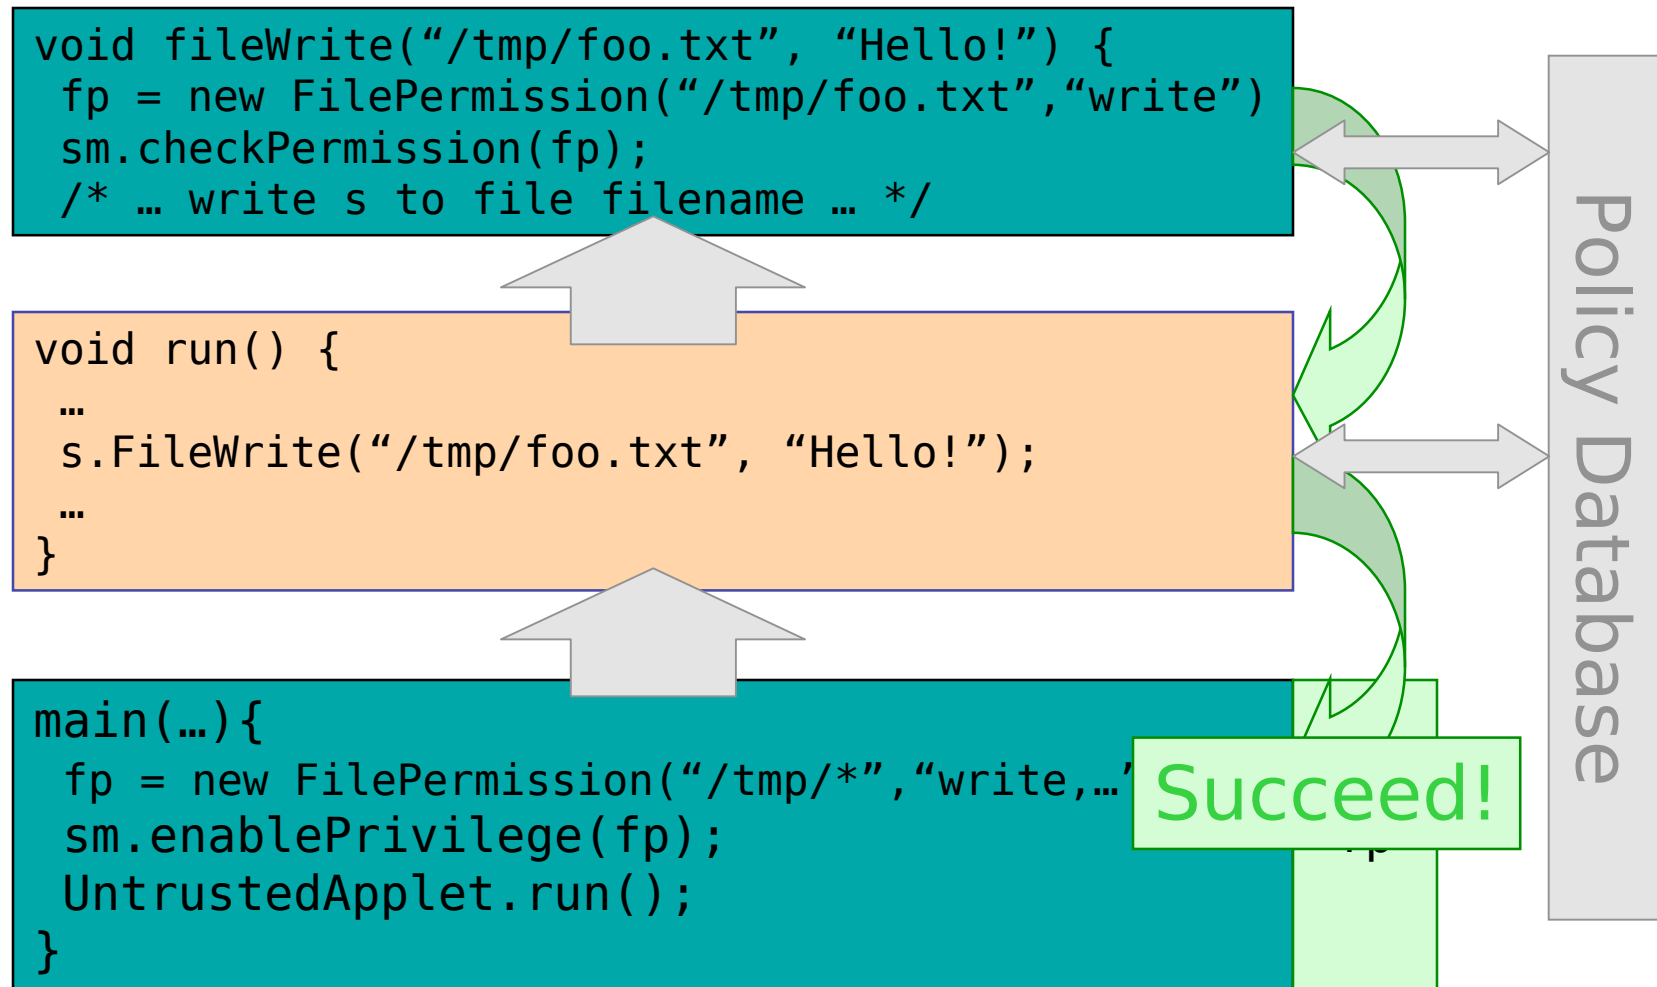 void fileWrite(“/tmp/foo.txt”, “Hello!”) {
fp = new FilePermission(“/tmp/foo.txt”,“write”)
sm.checkPermission(fp);
/* … write s to file filename … */
void run() {
…
s.FileWrite(“/tmp/foo.txt”, “Hello!”);
…
}
main(…){
fp = new FilePermission(“/tmp/*”,“write,…”
sm.enablePrivilege(fp);
UntrustedApplet.run();
}
Succeed!
Policy Database